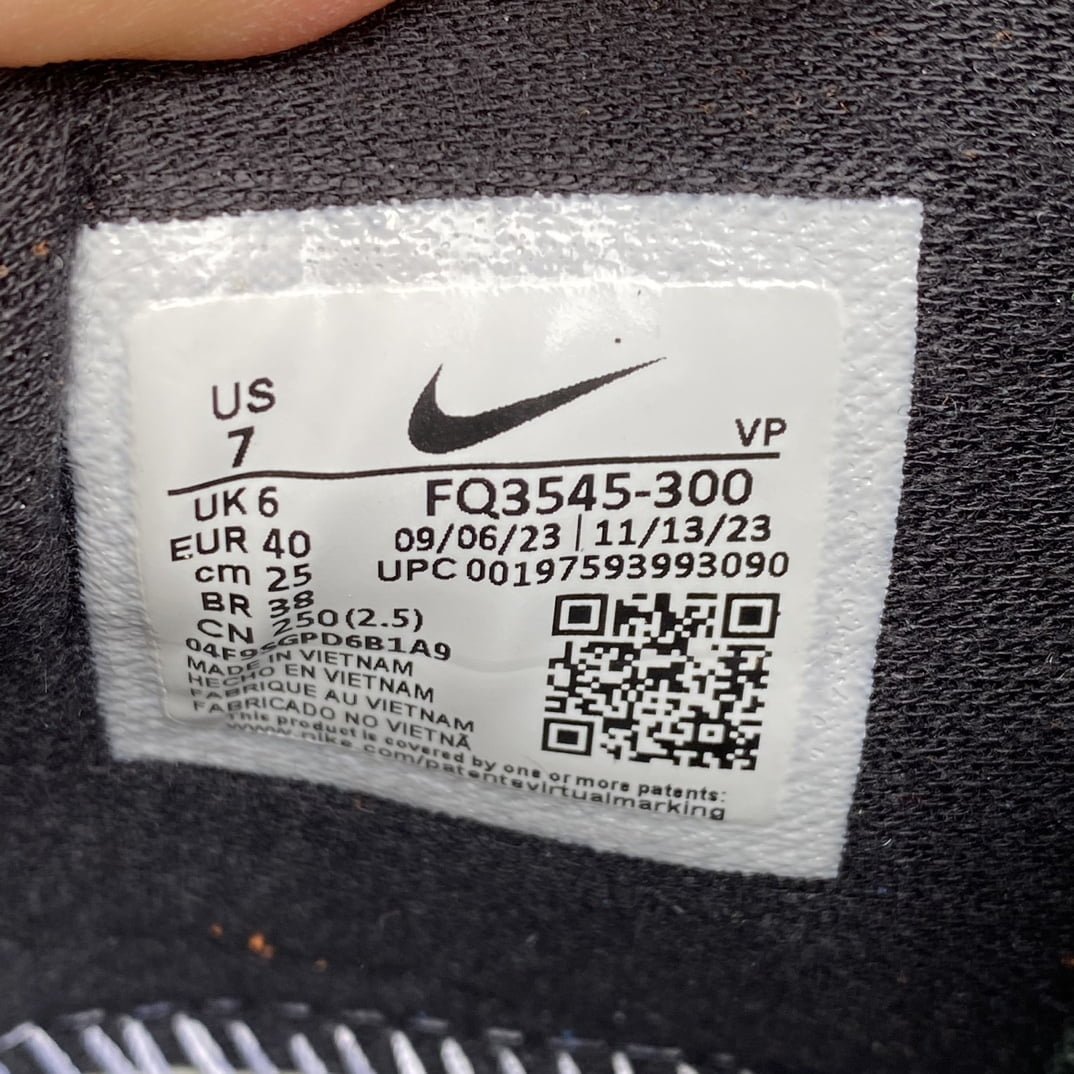 US
7
VP
UK 6
EUR 40
cm 25
BR 38
CN 250 (2.5)
FQ3545-300
09/06/23 | 11/13/23
UPC 00197593993090
MADE IN VIETNAM
HECHO EN VIETNAM
FABRIQUE AU VIETNAM
FABRICADO NO VIETNÃ
This product is covered by one or more patents:
www.nike.com/patentsvirtualmarking